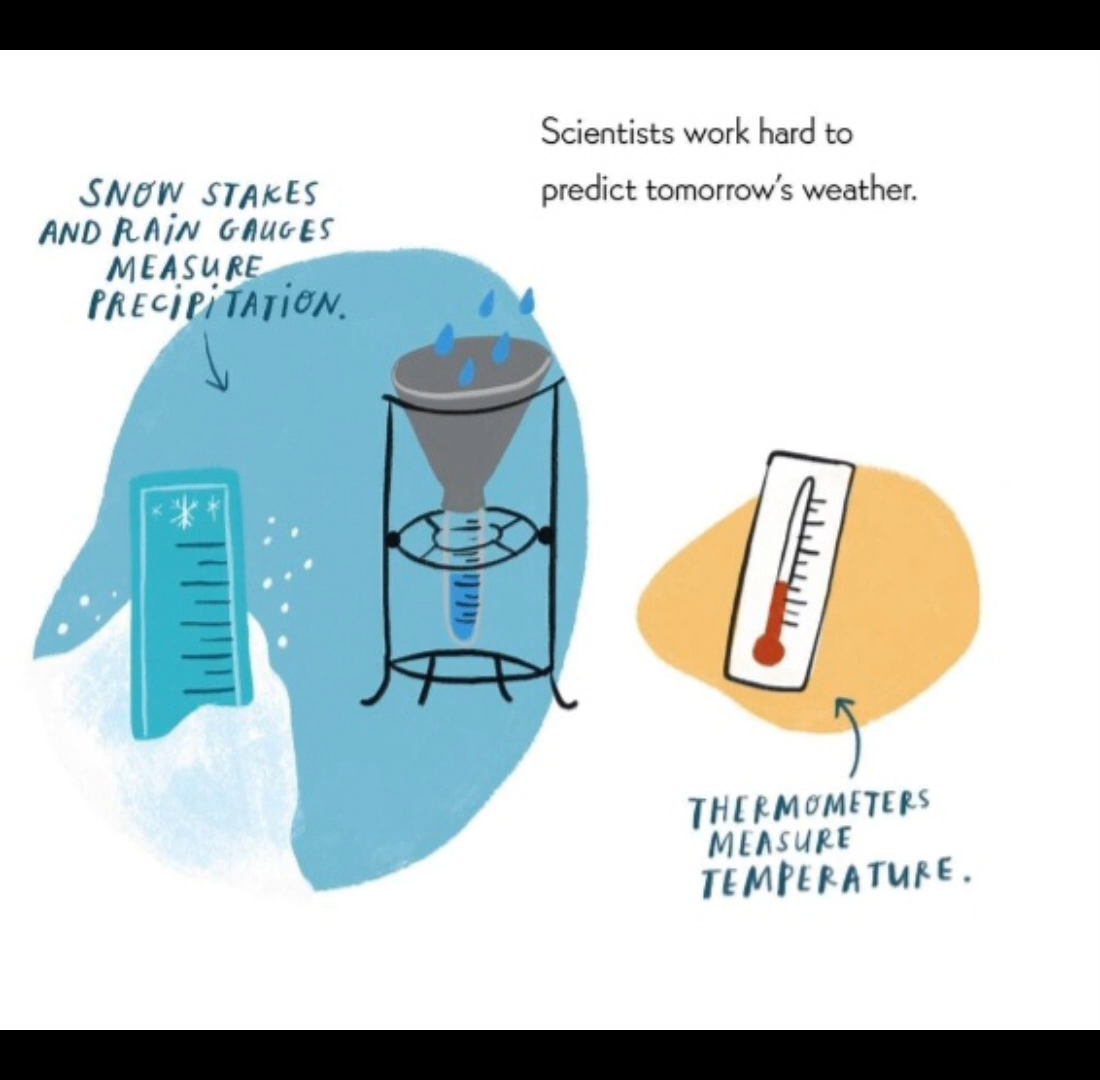 Scientists work hard to
predict tomorrow's weather.
SNOW STAKES
AND RAiN GAUGES
MEASURE
PRECiPiTATiON.
THERMOMETERS
MEASURE
TEMPERATURE.